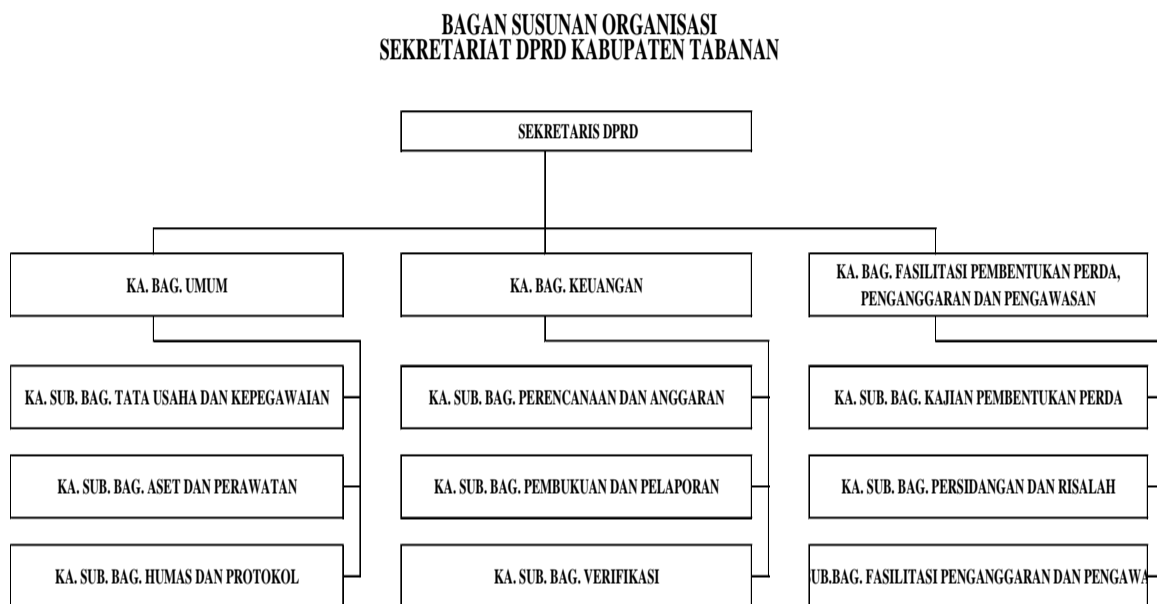 BAGAN SUSUNAN ORGANISASI
SEKRETARIAT DPRD KABUPATEN TABANAN
SEKRETARIS DPRD
KA. BAG. UMUM
KA. BAG. KEUANGAN
KA. BAG. FASILITASI PEMBENTUKAN PERDA,
PENGANGGARAN DAN PENGAWASAN
KA. SUB. BAG. TATA USAHA DAN KEPEGAWAIAN
KA. SUB. BAG. PERENCANAAN DAN ANGGARAN
KA. SUB. BAG. KAJIAN PEMBENTUKAN PERDA
KA. SUB. BAG. ASET DAN PERAWATAN
KA. SUB. BAG. PEMBUKUAN DAN PELAPORAN
KA. SUB. BAG. PERSIDANGAN DAN RISALAH
KA. SUB. BAG. HUMAS DAN PROTOKOL
KA. SUB. BAG. VERIFIKASI
UB.BAG. FASILITASI PENGANGGARAN DAN PENGAWA